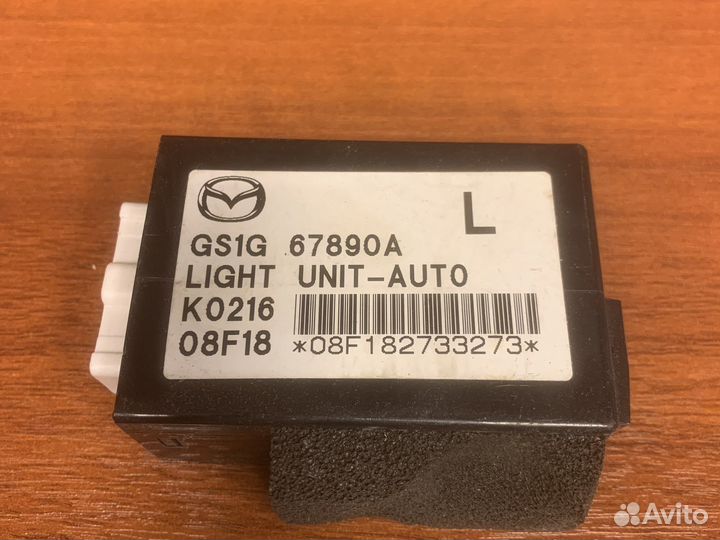 L
GS1G 67890A
LIGHT UNIT-AUTO
K0216
08F18 *08F182733273*
U
Avito